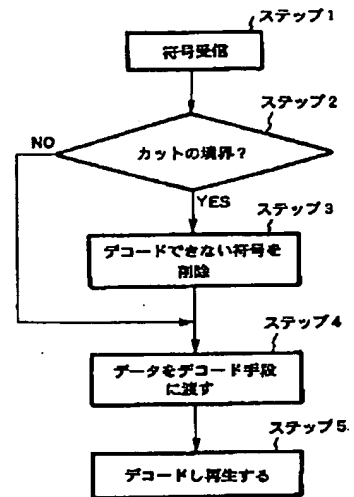 ステップ1
符号受信
ステップ2
カットの境界?
NO
YES
ステップ3
デコードできない符号を
削除
ステップ4
データをデコード手段
に渡す
ステップ5
デコードし再生する